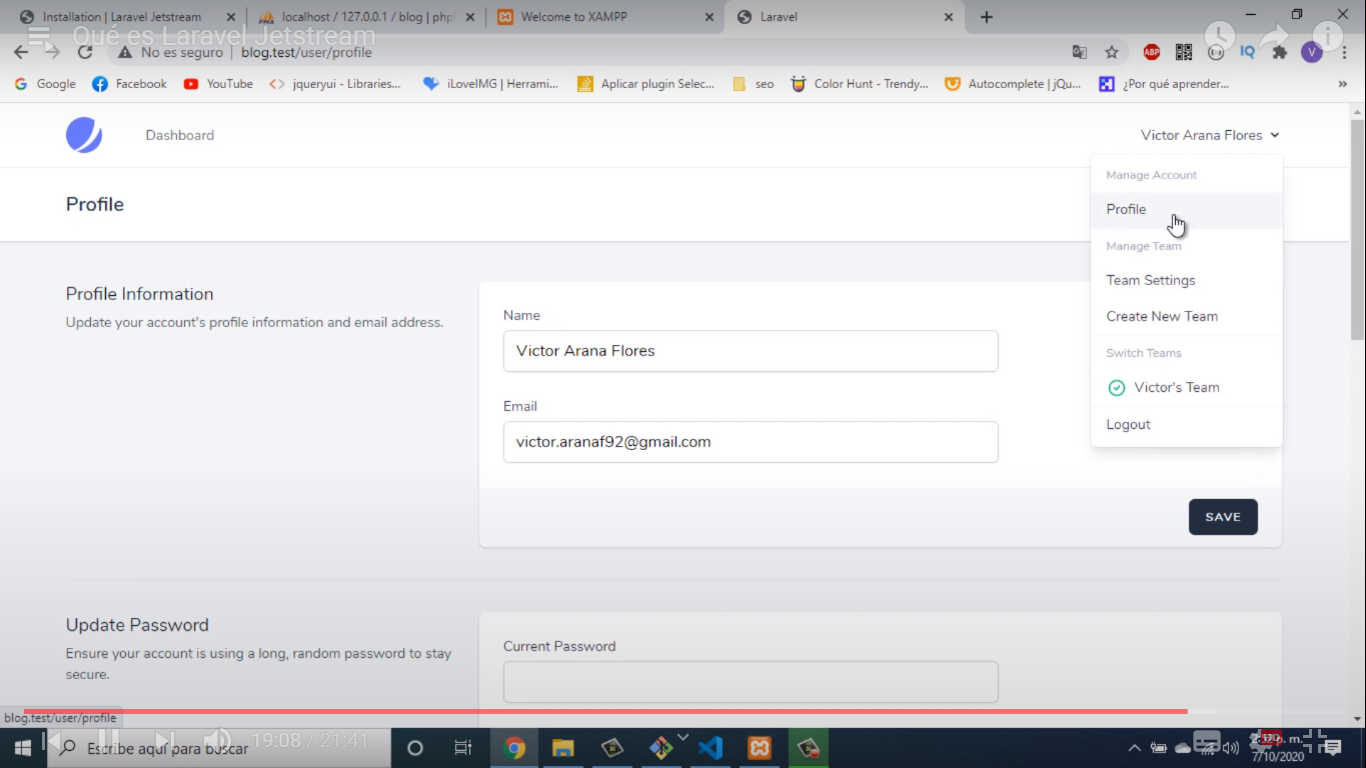 Installation | Laravel Jetstream
localhost / 127.0.0.1 / blog | php
Welcome to XAMPP
Laravel
Qué es Laravel Jetstream
No es seguro | blog.test/user/profile
ABP
IQ
V
Google
Facebook
YouTube
jqueryui - Libraries...
iLoveIMG | Herrami...
Aplicar plugin Selec...
seo
Color Hunt - Trendy...
Autocomplete | jQu...
¿Por qué aprender...
»
Dashboard
Victor Arana Flores
Manage Account
Profile
Manage Team
Team Settings
Create New Team
Switch Teams
Victor's Team
Logout
Profile
Profile Information
Update your account's profile information and email address.
Name
Victor Arana Flores
Email
victor.aranaf92@gmail.com
SAVE
Update Password
Ensure your account is using a long, random password to stay
secure.
Current Password
blog.test/user/profile
19:08 / 21:41
Escribe aquí para buscar
p. m.
7/10/2020